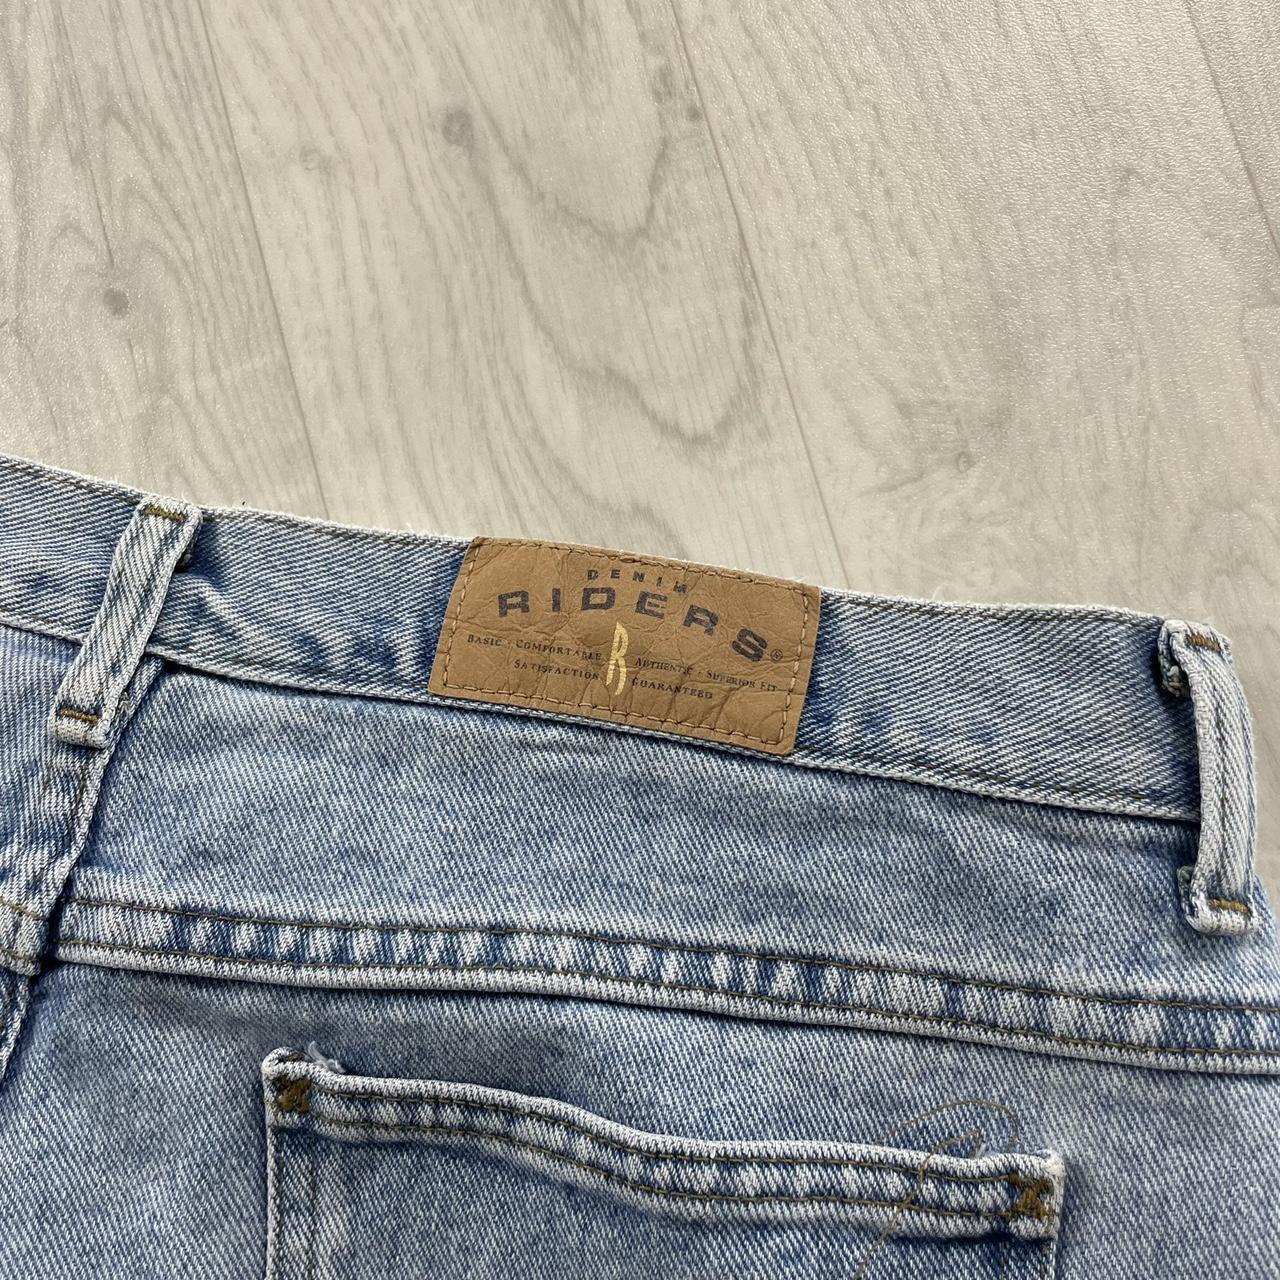 DENIM
RIDERS®
BASIC · COMFORTABLE R AUTHENTIC · SUPERIOR FIT
SATISFACTION GUARANTEED